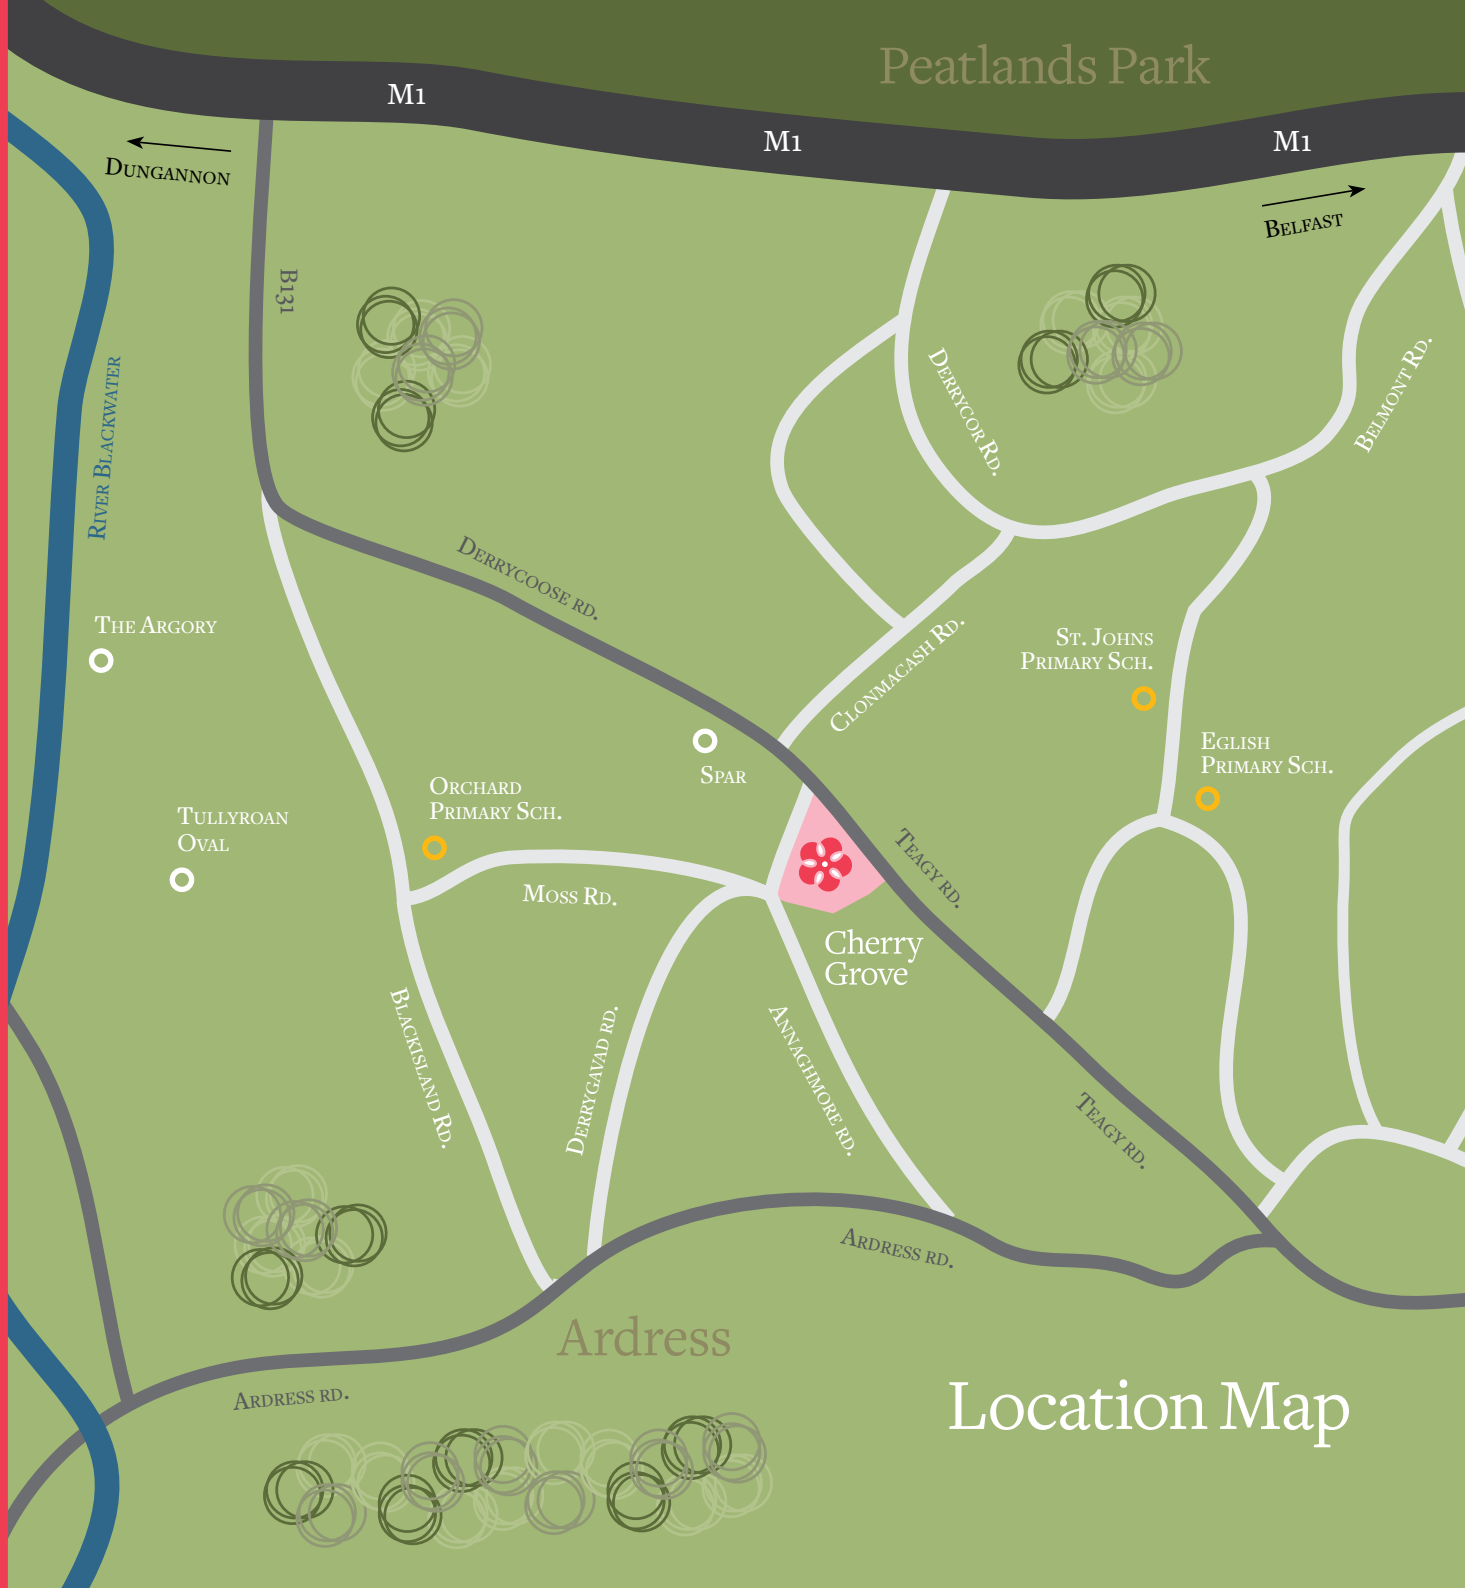 Peatlands Park
M1
M1
M1
Dungannon
Belfast
B131
River Blackwater
Derrycor Rd.
Belmont Rd.
Derrycoose rd.
The Argory
Clonmacash Rd.
St. Johns
Primary Sch.
Eglish
Primary Sch.
Spar
Orchard
Primary Sch.
Tullyroan
Oval
Moss Rd.
Teagy rd.
Cherry
Grove
Blackisland Rd.
Derrygavad rd.
Annaghmore rd.
Teagy rd.
Ardress rd.
Ardress
Ardress rd.
Location Map